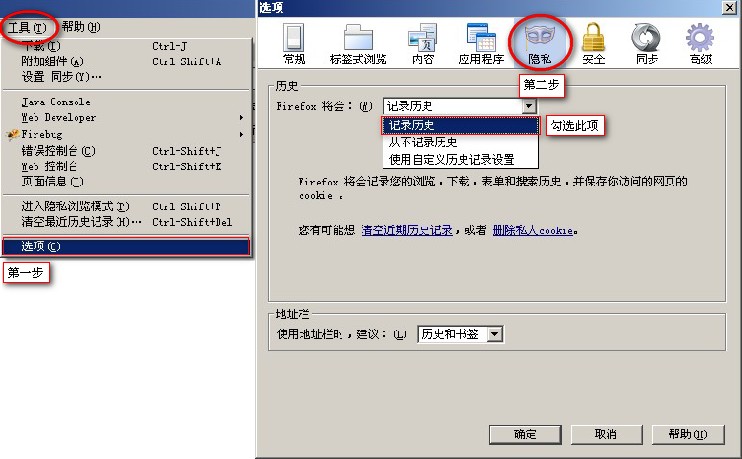 工具(T) 帮助(H)
下载(D) Ctrl-J
附加组件(A) Ctrl Shift A
设置 同步(Y)…
Java Console
Web Developer
Firebug
错误控制台(C) Ctrl-Shift-J
Web 控制台 Ctrl-Shift-K
页面信息(I)
进入隐私浏览模式(P) Ctrl Shift P
清空最近历史记录(H)… Ctrl-Shift+Del
选项(O)
第一步
选项
常规 标签式浏览 内容 应用程序 隐私 安全 同步 高级
第二步
历史
Firefox 将会：(W) 记录历史
记录历史
勾选此项
从不记录历史
使用自定义历史记录设置
Firefox 将会记录您的浏览，下载，表单和搜索历史，并保存你访问的网页的
cookie 。
您有可能想 清空近期历史记录，或者 删除私人cookie。
地址栏
使用地址栏时，建议：(L) 历史和书签
确定 取消 帮助(H)